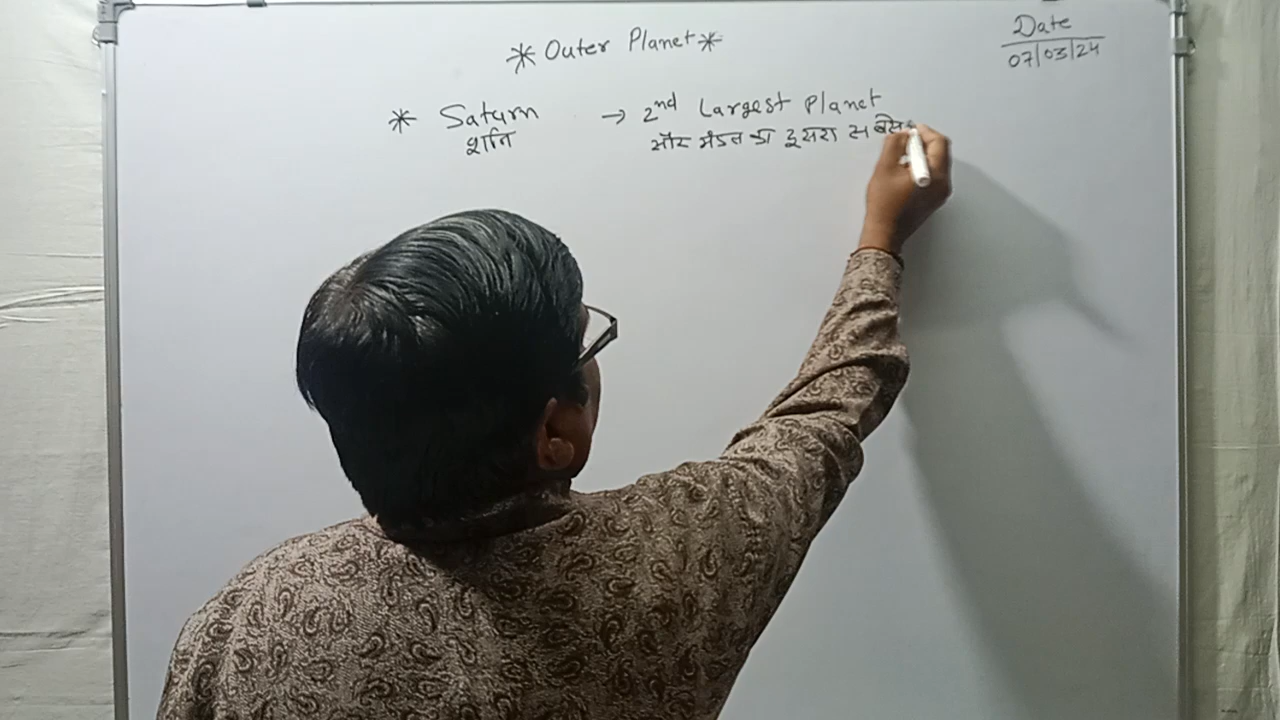 * Outer Planet *
Date
07/03/24
* Saturn → 2nd Largest Planet
शनि
सौर मंडल का दूसरा सबसे